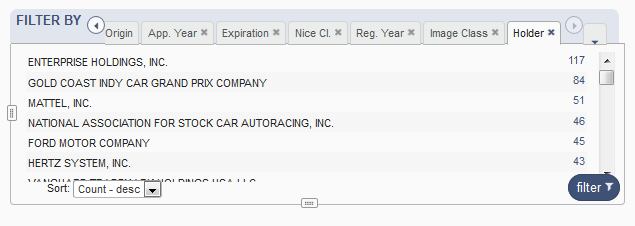 FILTER BY
Origin App. Year ✖ Expiration ✖ Nice Cl. ✖ Reg. Year ✖ Image Class ✖ Holder ✖
ENTERPRISE HOLDINGS, INC. 117
GOLD COAST INDY CAR GRAND PRIX COMPANY 84
MATTEL, INC. 51
NATIONAL ASSOCIATION FOR STOCK CAR AUTORACING, INC. 46
FORD MOTOR COMPANY 45
HERTZ SYSTEM, INC. 43
Sort: Count - desc
filter